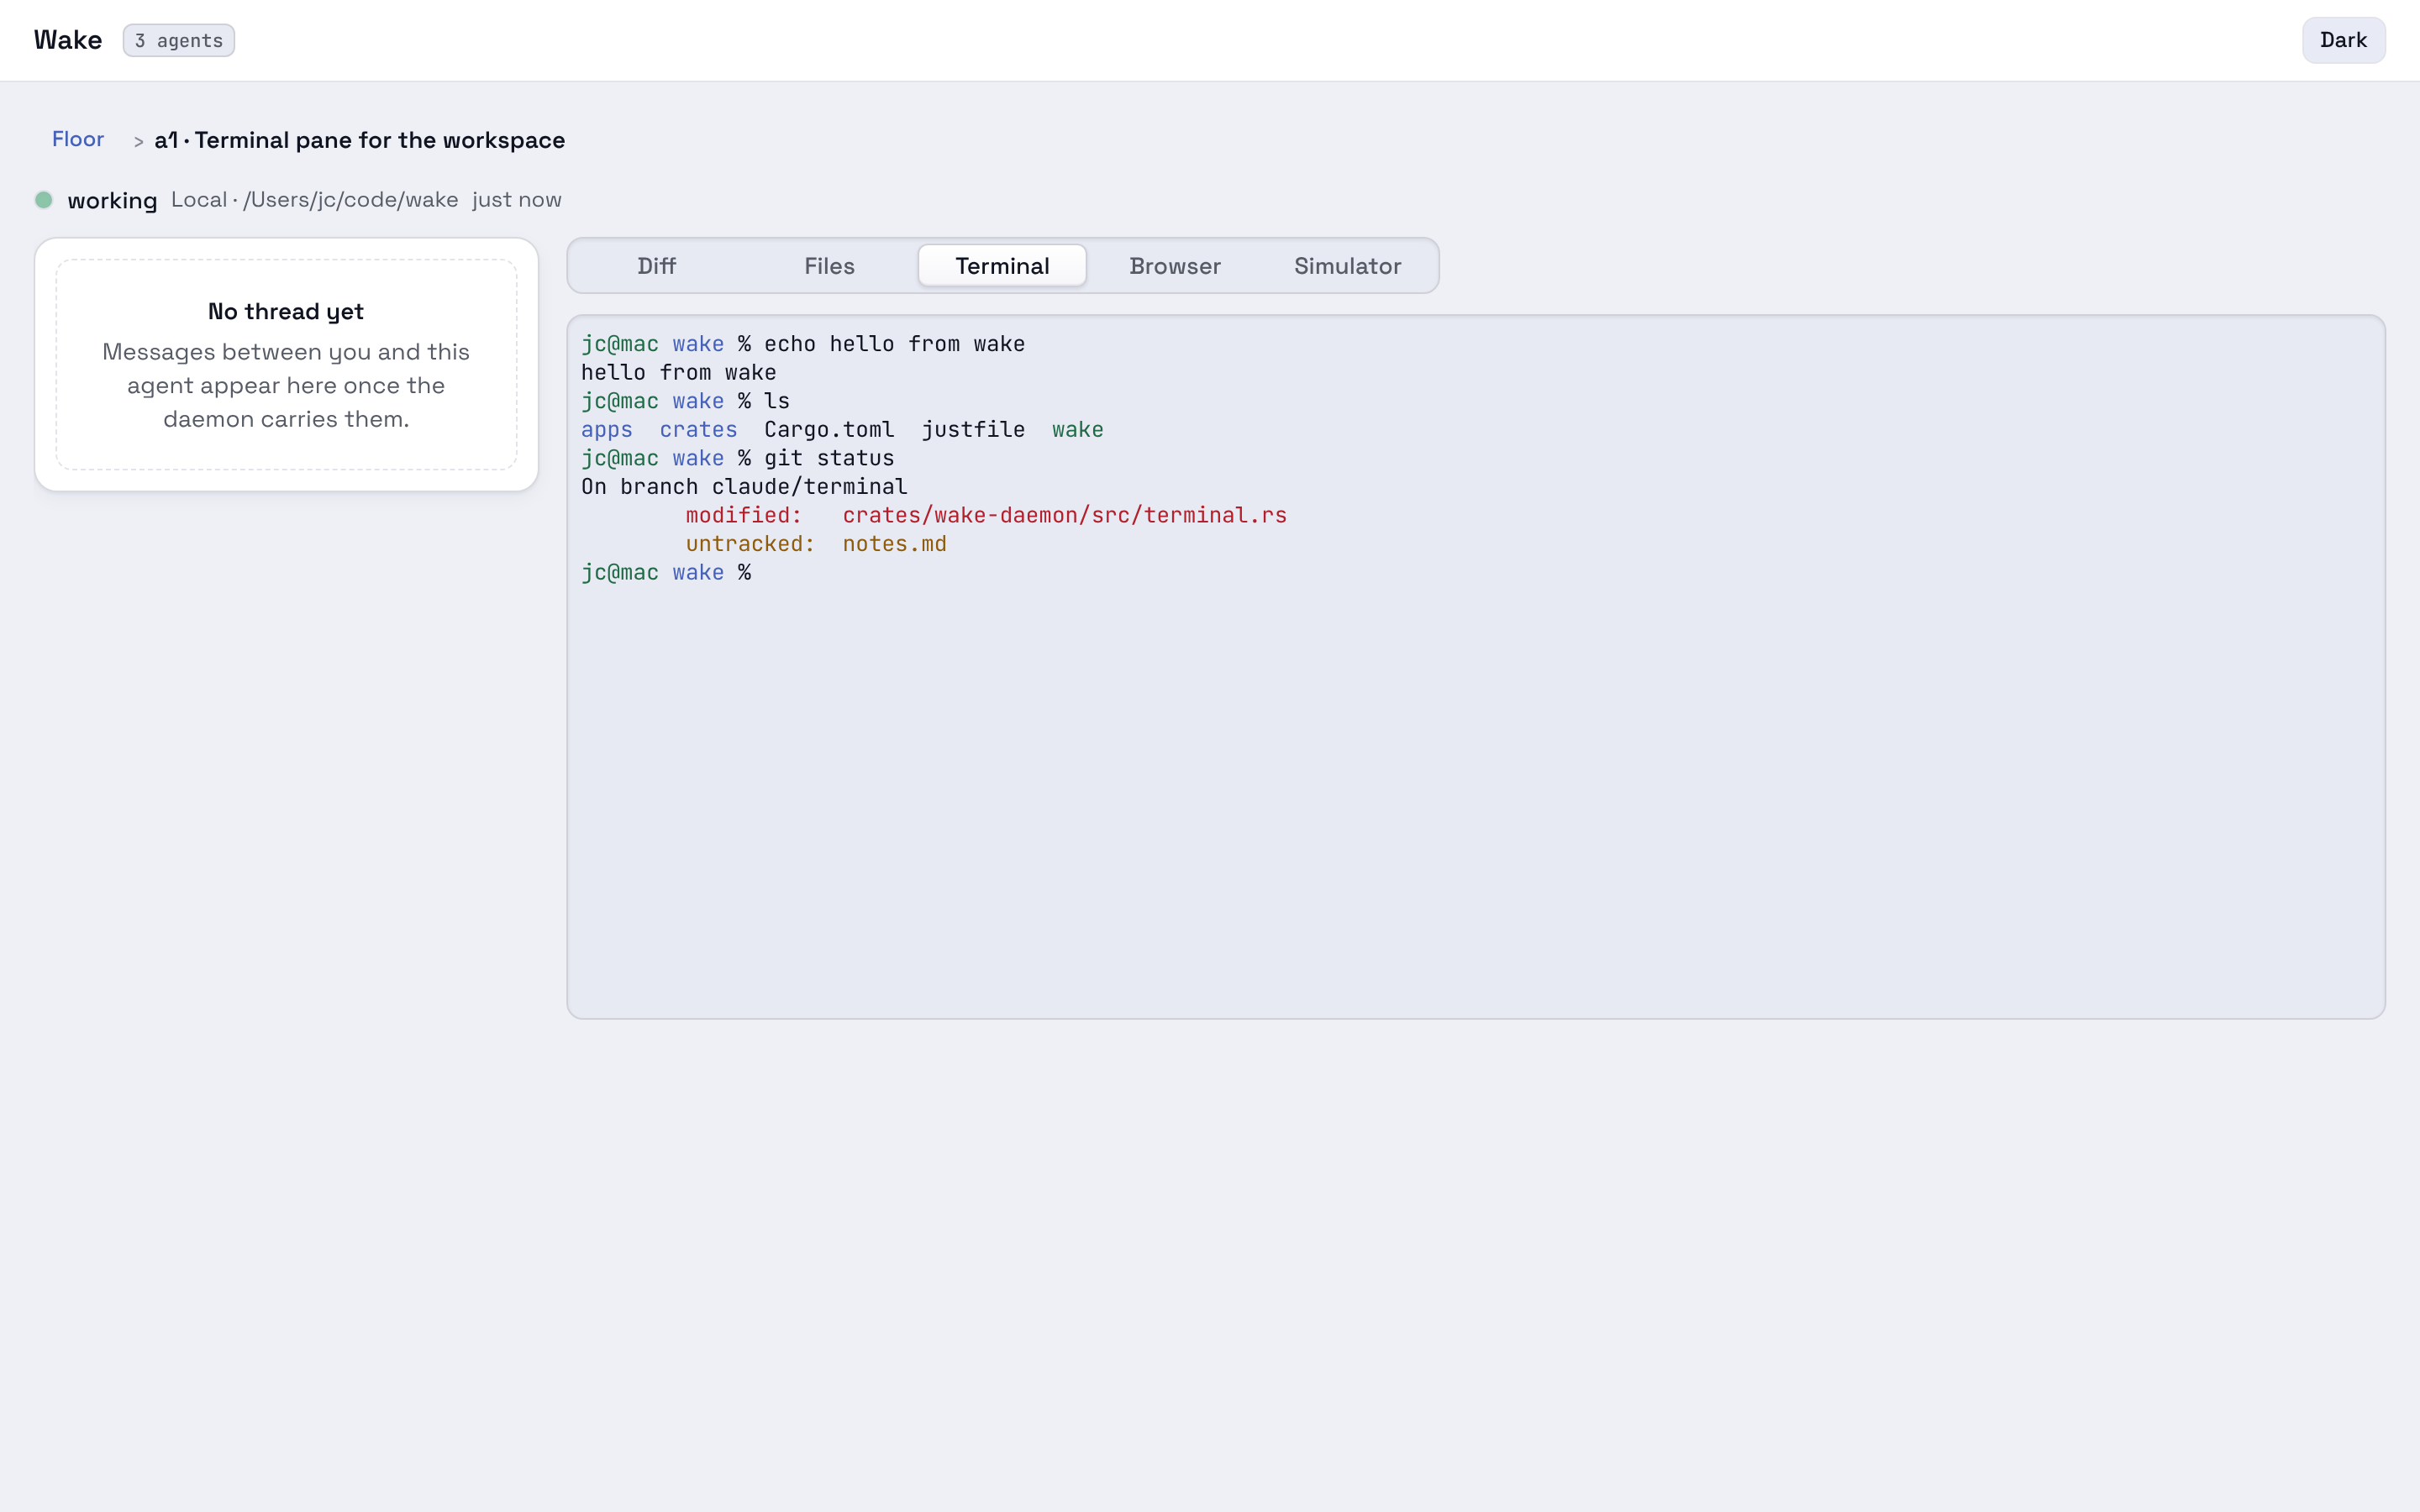 Wake 3 agents Dark
Floor > a1 · Terminal pane for the workspace
working Local · /Users/jc/code/wake just now
No thread yet
Messages between you and this
agent appear here once the
daemon carries them.
Diff Files Terminal Browser Simulator
jc@mac wake % echo hello from wake
hello from wake
jc@mac wake % ls
apps  crates  Cargo.toml  justfile  wake
jc@mac wake % git status
On branch claude/terminal
        modified:   crates/wake-daemon/src/terminal.rs
        untracked:  notes.md
jc@mac wake %